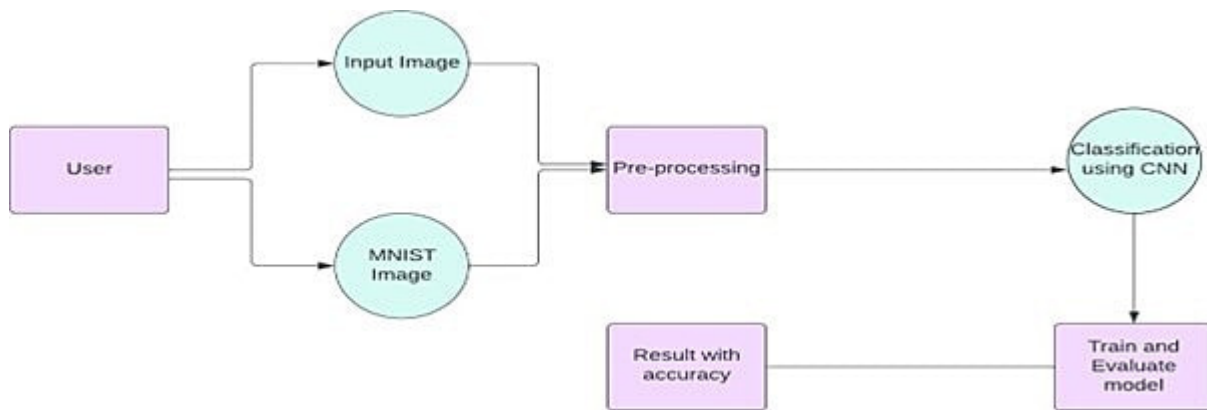 User
Input Image
MNIST
Image
Pre-processing
Classification
using CNN
Train and
Evaluate
model
Result with
accuracy